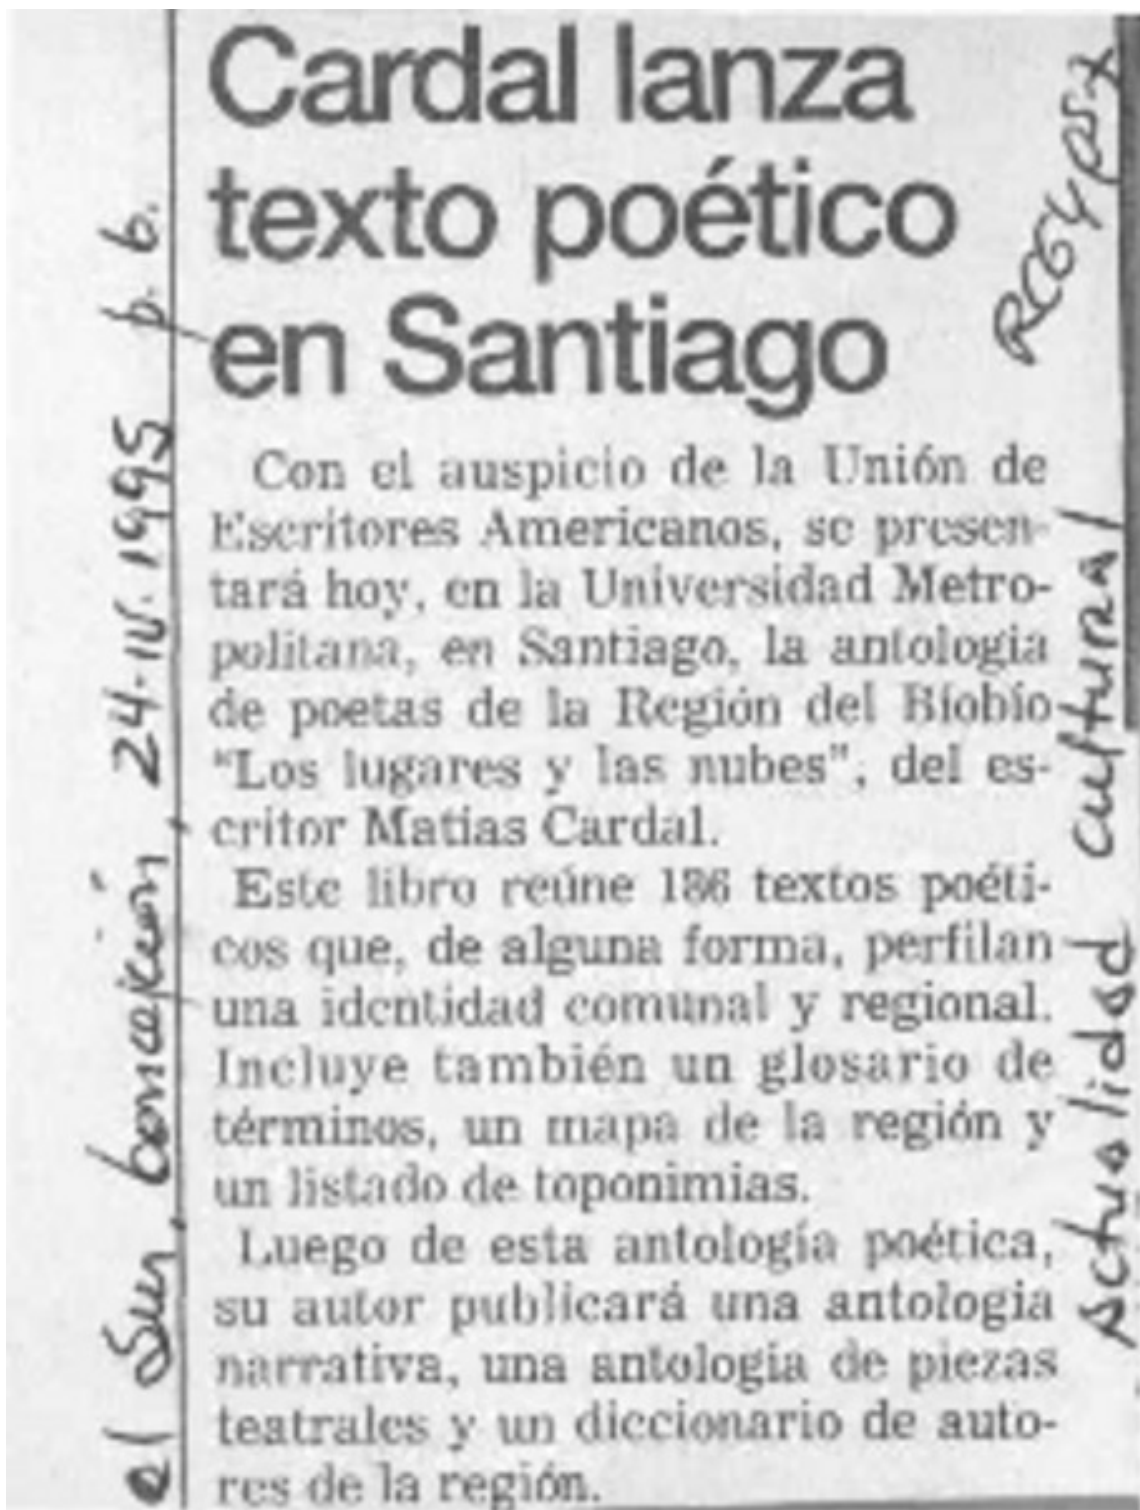 Cardal lanza
texto poético
en Santiago
Con el auspicio de la Unión de
Escritores Americanos, se presen-
tará hoy, en la Universidad Metro-
politana, en Santiago, la antologia
de poetas de la Región del Bíobío
"Los lugares y las nubes", del es-
critor Matías Cardal.
Este libro reúne 186 textos poéti-
cos que, de alguna forma, perfilan
una identidad comunal y regional.
Incluye también un glosario de
términos, un mapa de la región y
un listado de toponimias.
Luego de esta antología poética,
su autor publicará una antologia
narrativa, una antologia de piezas
teatrales y un diccionario de auto-
res de la región.
el Sur, Concepción, 24-IV. 1995 p. 6.
Actualidad cultural